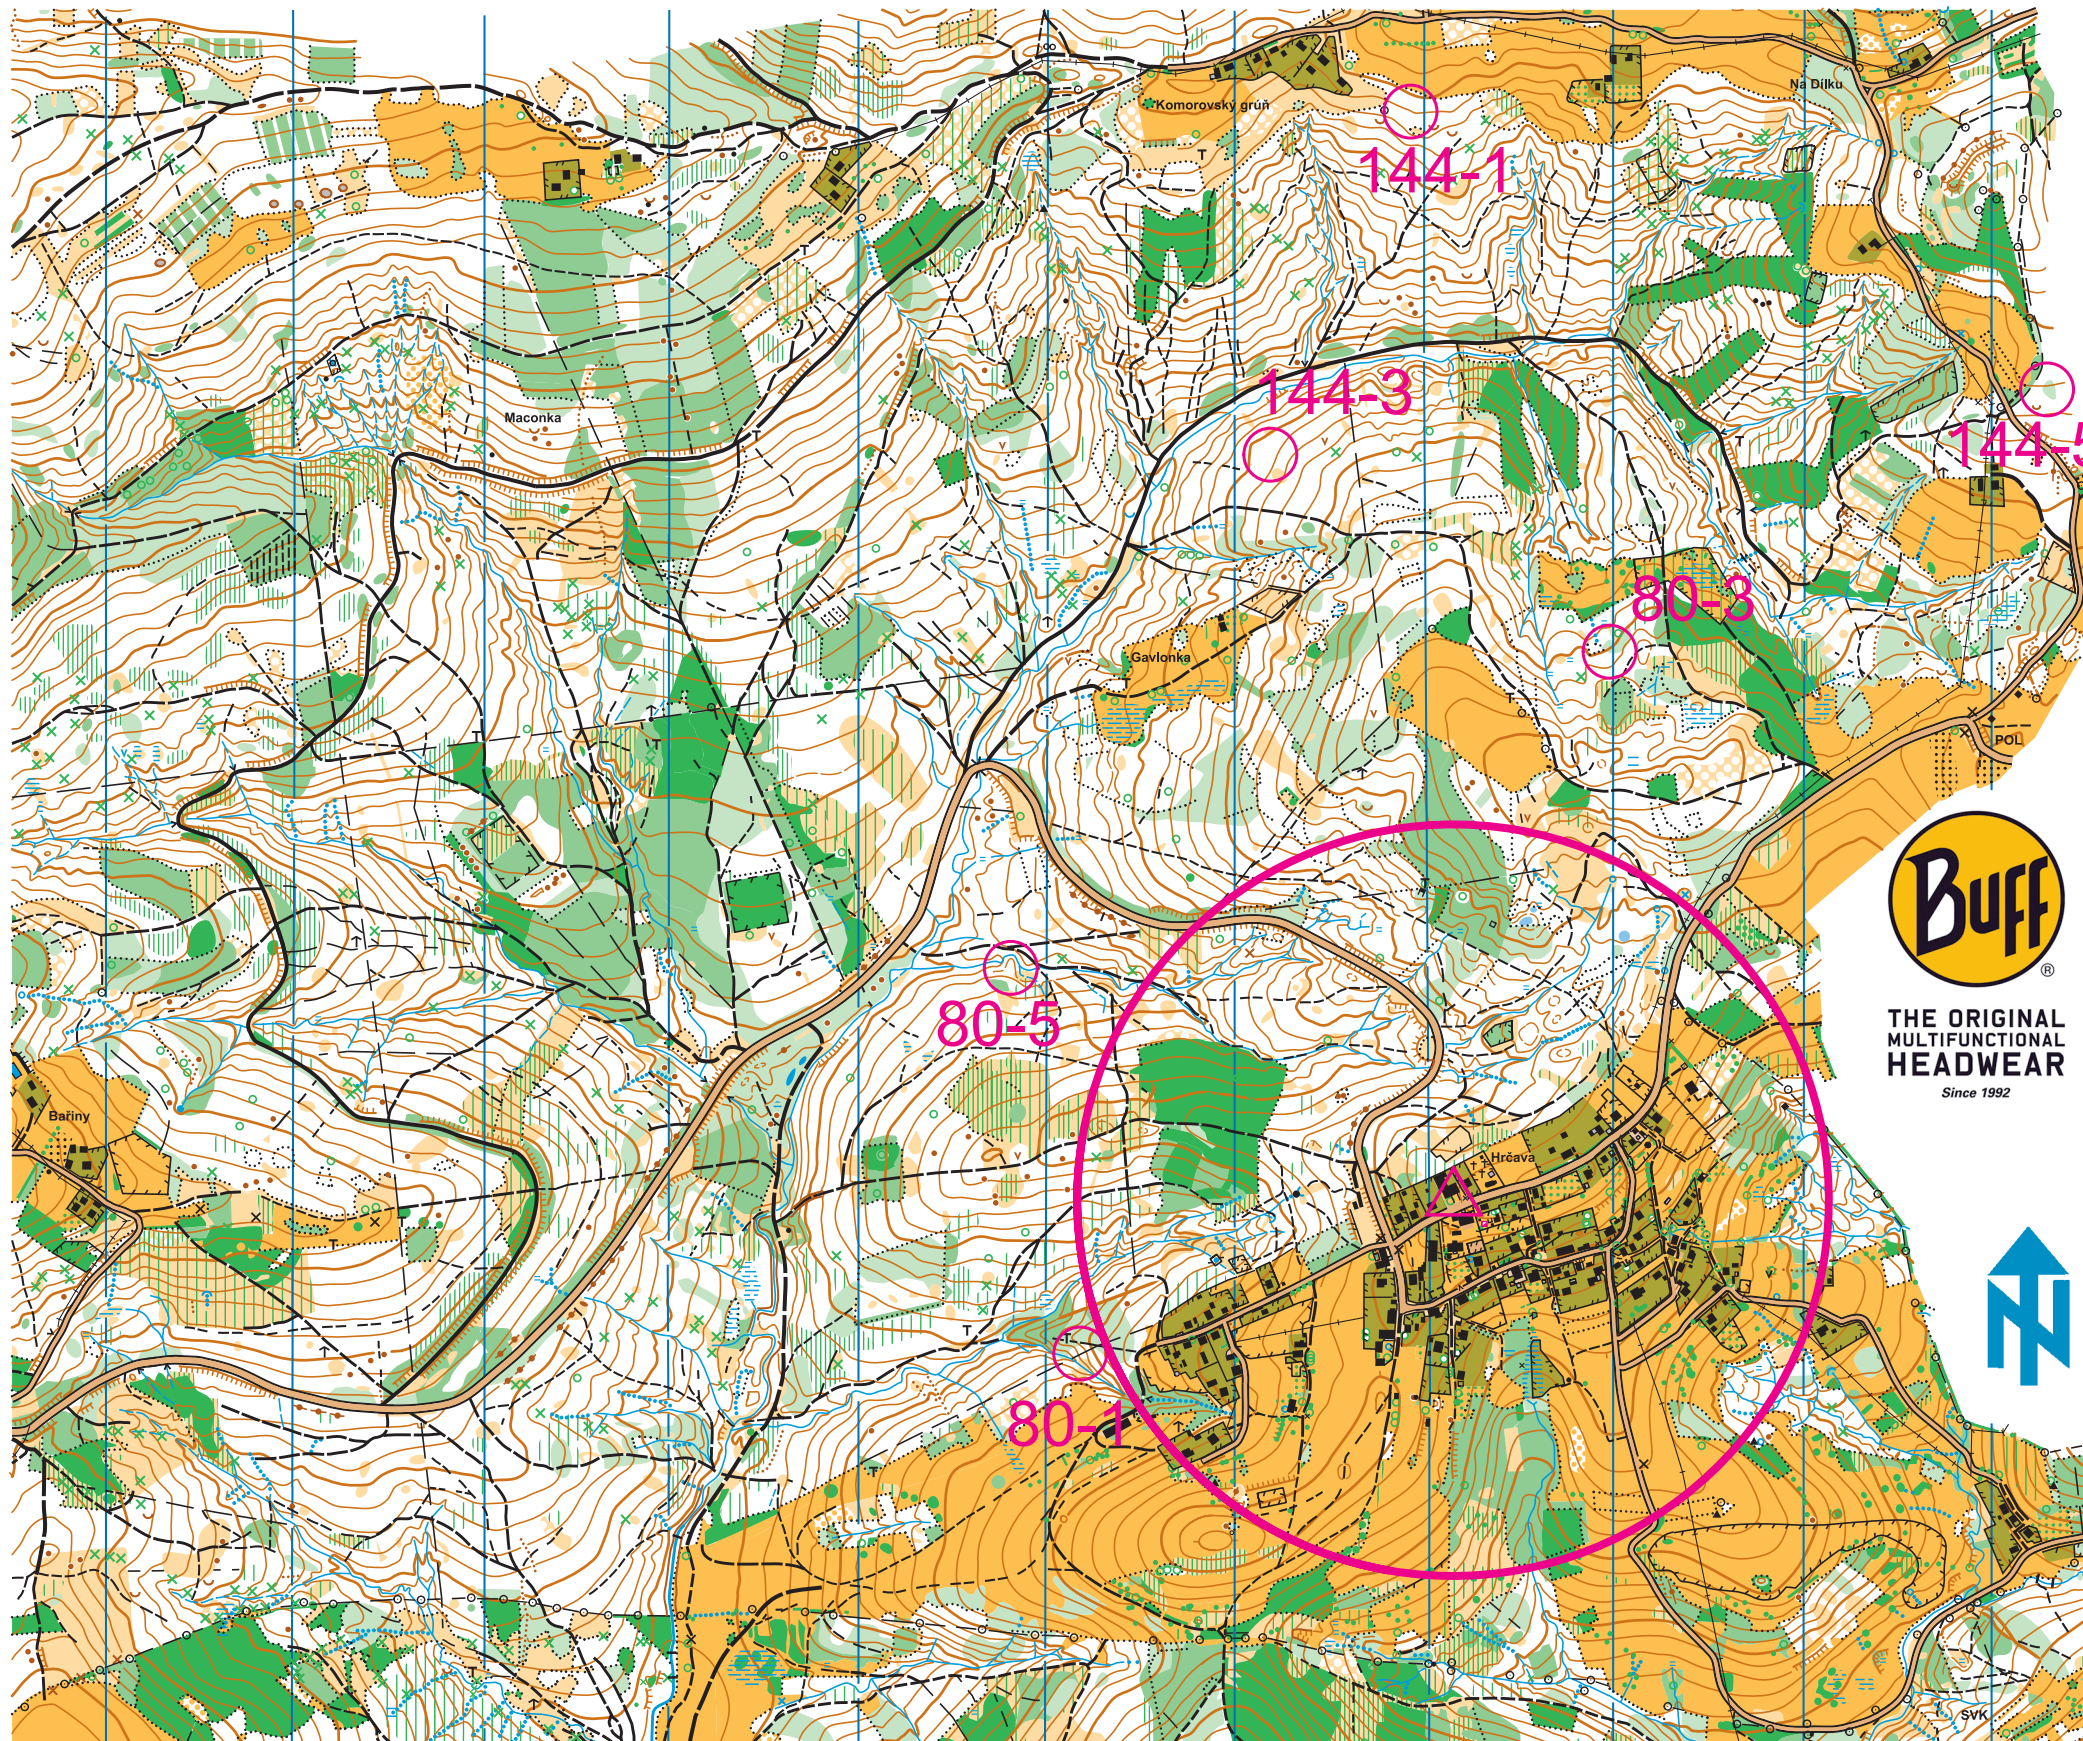 Na Dílku
Komorovský grúň
144-1
144-3
Maconka
144-5
80-3
Gavlonka
POL
BUFF
®
THE ORIGINAL
MULTIFUNCTIONAL
HEADWEAR
Since 1992
80-5
Bařiny
Hrčava
N
80-1
SVK